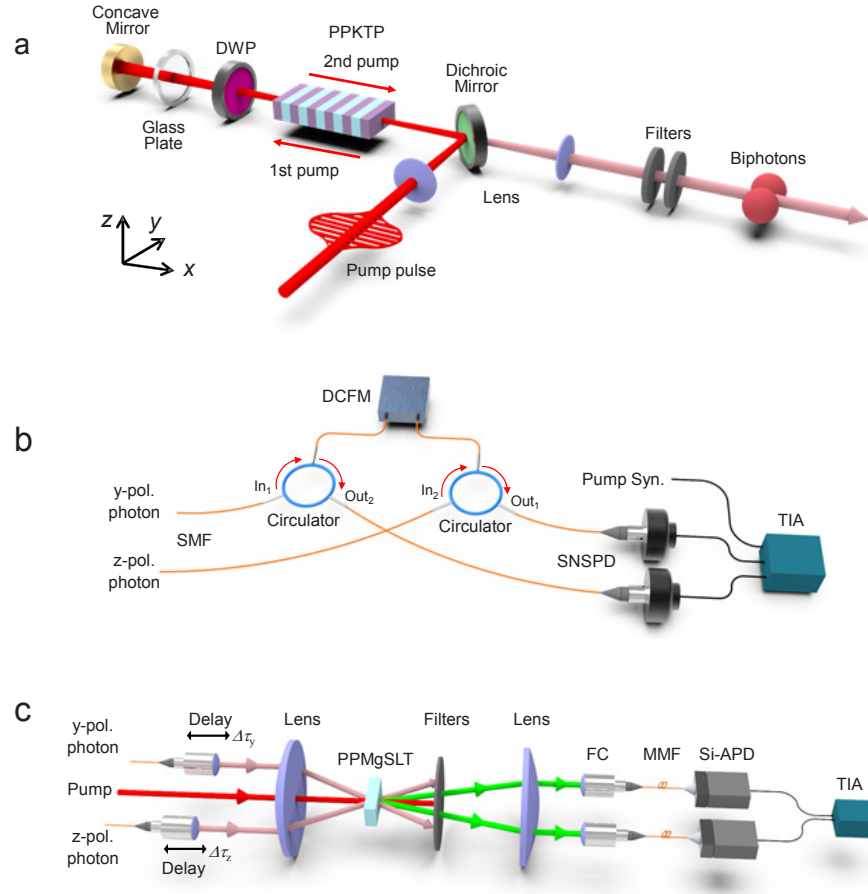 a
Concave
Mirror
DWP
PPKTP
2nd pump
Dichroic
Mirror
Glass
Plate
1st pump
Lens
Filters
Biphotons
Pump pulse
z
y
x
b
DCFM
In1
Out2
In2
Out1
Pump Syn.
y-pol.
photon
Circulator
Circulator
TIA
SMF
SNSPD
z-pol.
photon
c
y-pol.
photon
Delay
Δτy
Lens
PPMgSLT
Filters
Lens
FC
MMF
Si-APD
TIA
Pump
z-pol.
photon
Delay
Δτz